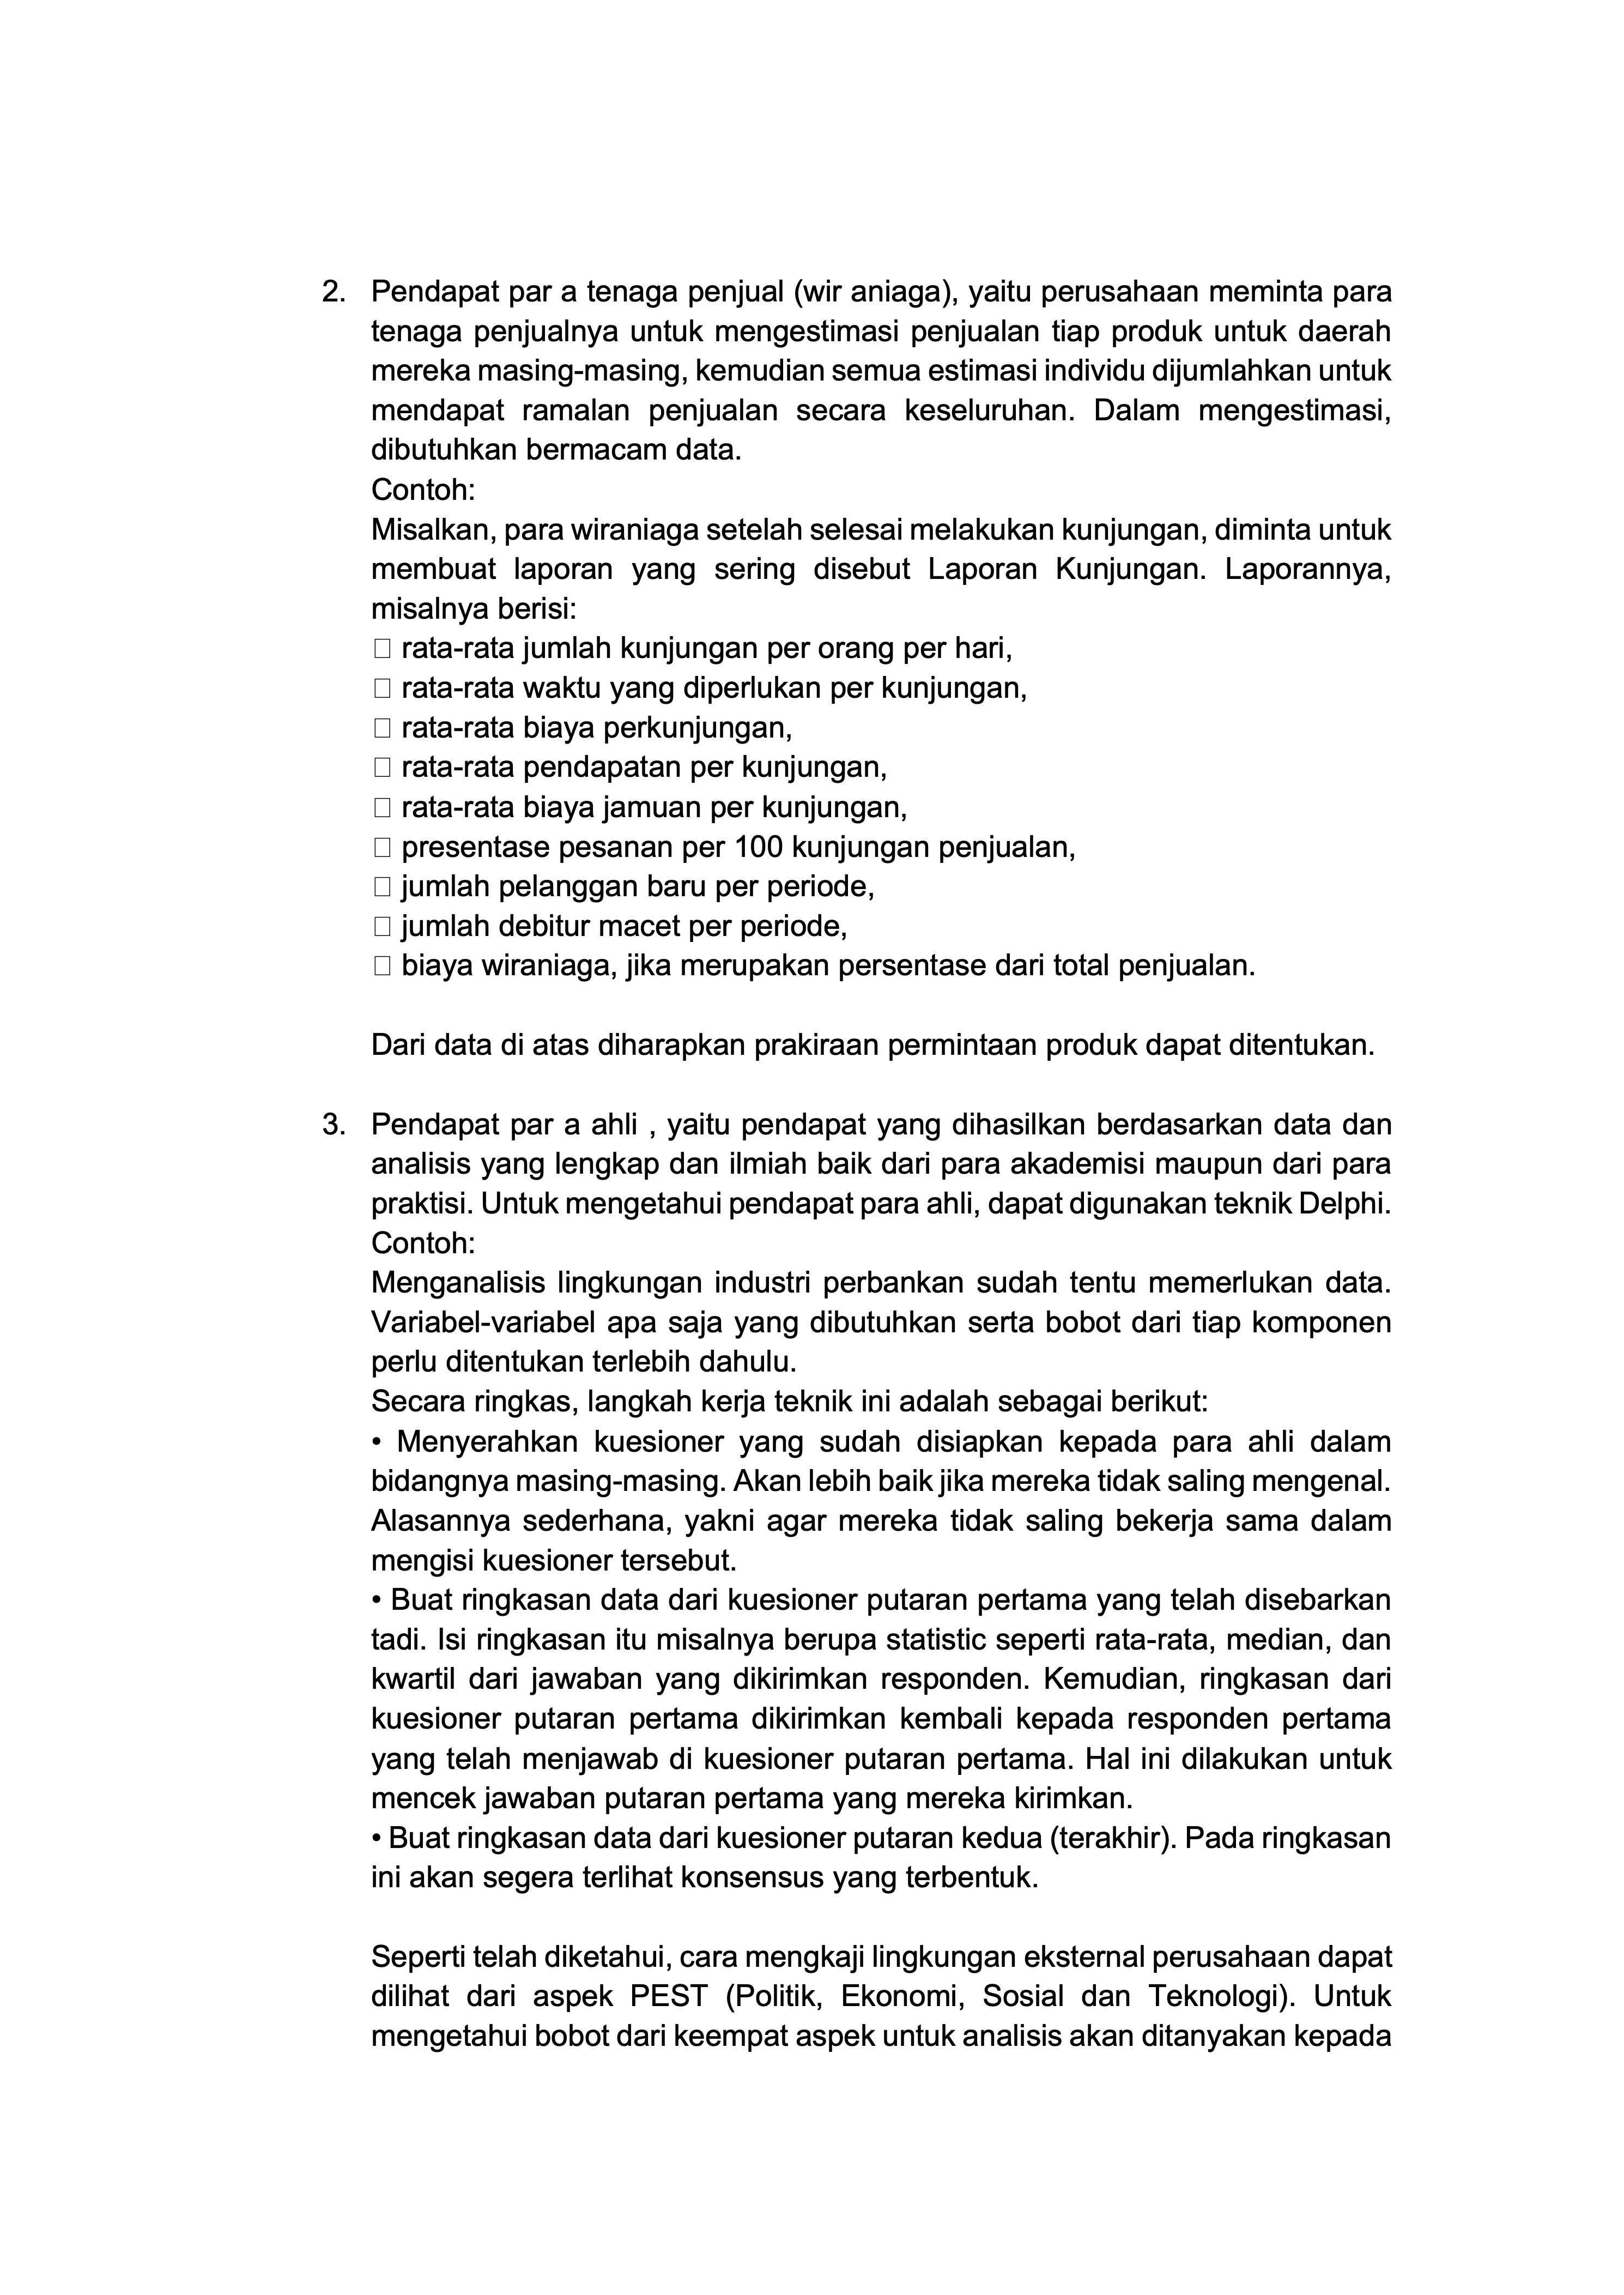 2. Pendapat par a tenaga penjual (wir aniaga), yaitu perusahaan meminta para
tenaga penjualnya untuk mengestimasi penjualan tiap produk untuk daerah
mereka masing-masing, kemudian semua estimasi individu dijumlahkan untuk
mendapat ramalan penjualan secara keseluruhan. Dalam mengestimasi,
dibutuhkan bermacam data.
Contoh:
Misalkan, para wiraniaga setelah selesai melakukan kunjungan, diminta untuk
membuat laporan yang sering disebut Laporan Kunjungan. Laporannya,
misalnya berisi:
□ rata-rata jumlah kunjungan per orang per hari,
□ rata-rata waktu yang diperlukan per kunjungan,
□ rata-rata biaya perkunjungan,
□ rata-rata pendapatan per kunjungan,
□ rata-rata biaya jamuan per kunjungan,
□ presentase pesanan per 100 kunjungan penjualan,
□ jumlah pelanggan baru per periode,
□ jumlah debitur macet per periode,
□ biaya wiraniaga, jika merupakan persentase dari total penjualan.
Dari data di atas diharapkan prakiraan permintaan produk dapat ditentukan.
3. Pendapat par a ahli , yaitu pendapat yang dihasilkan berdasarkan data dan
analisis yang lengkap dan ilmiah baik dari para akademisi maupun dari para
praktisi. Untuk mengetahui pendapat para ahli, dapat digunakan teknik Delphi.
Contoh:
Menganalisis lingkungan industri perbankan sudah tentu memerlukan data.
Variabel-variabel apa saja yang dibutuhkan serta bobot dari tiap komponen
perlu ditentukan terlebih dahulu.
Secara ringkas, langkah kerja teknik ini adalah sebagai berikut:
• Menyerahkan kuesioner yang sudah disiapkan kepada para ahli dalam
bidangnya masing-masing. Akan lebih baik jika mereka tidak saling mengenal.
Alasannya sederhana, yakni agar mereka tidak saling bekerja sama dalam
mengisi kuesioner tersebut.
• Buat ringkasan data dari kuesioner putaran pertama yang telah disebarkan
tadi. Isi ringkasan itu misalnya berupa statistic seperti rata-rata, median, dan
kwartil dari jawaban yang dikirimkan responden. Kemudian, ringkasan dari
kuesioner putaran pertama dikirimkan kembali kepada responden pertama
yang telah menjawab di kuesioner putaran pertama. Hal ini dilakukan untuk
mencek jawaban putaran pertama yang mereka kirimkan.
• Buat ringkasan data dari kuesioner putaran kedua (terakhir). Pada ringkasan
ini akan segera terlihat konsensus yang terbentuk.
Seperti telah diketahui, cara mengkaji lingkungan eksternal perusahaan dapat
dilihat dari aspek PEST (Politik, Ekonomi, Sosial dan Teknologi). Untuk
mengetahui bobot dari keempat aspek untuk analisis akan ditanyakan kepada